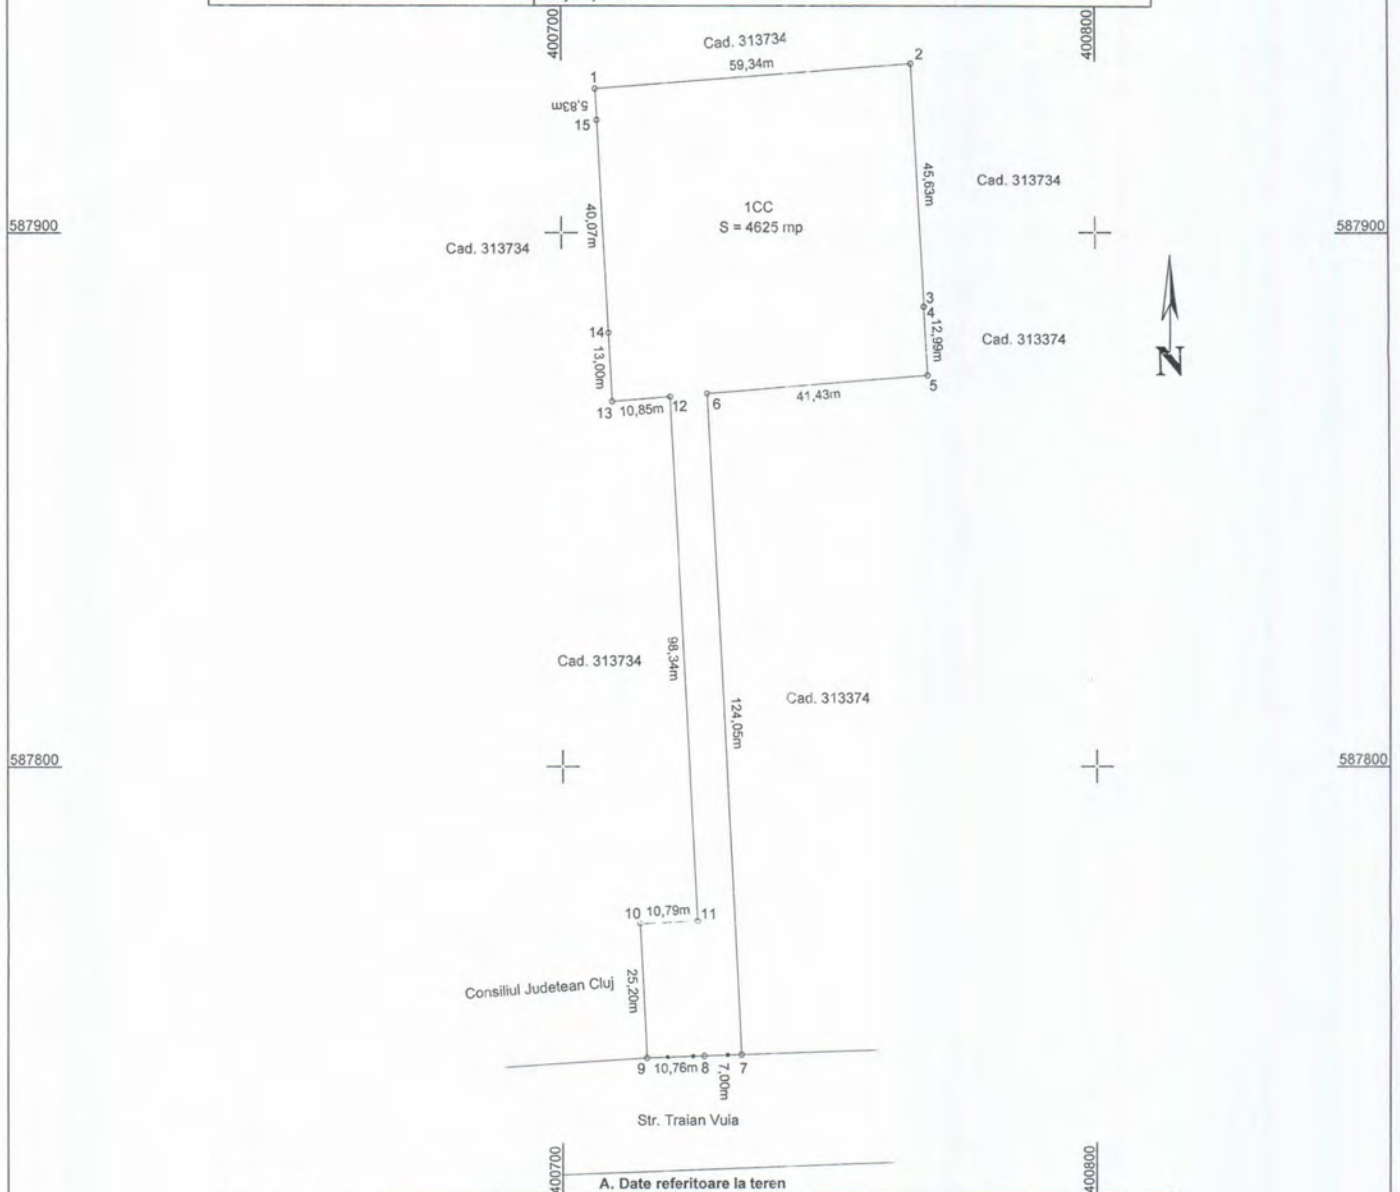 400700
400800
Cad. 313734
59,34m
1
2
5,83m
15
45,63m
Cad. 313734
40,07m
1CC
S = 4625 mp
587900
587900
Cad. 313734
3
4
14
12,99m
Cad. 313374
13,00m
N
5
13
10,85m
12
6
41,43m
98,34m
Cad. 313734
124,05m
Cad. 313374
587800
587800
10
10,79m
11
25,20m
Consiliul Judetean Cluj
9
10,76m
8
7,00m
7
Str. Traian Vuia
400700
400800
A. Date referitoare la teren